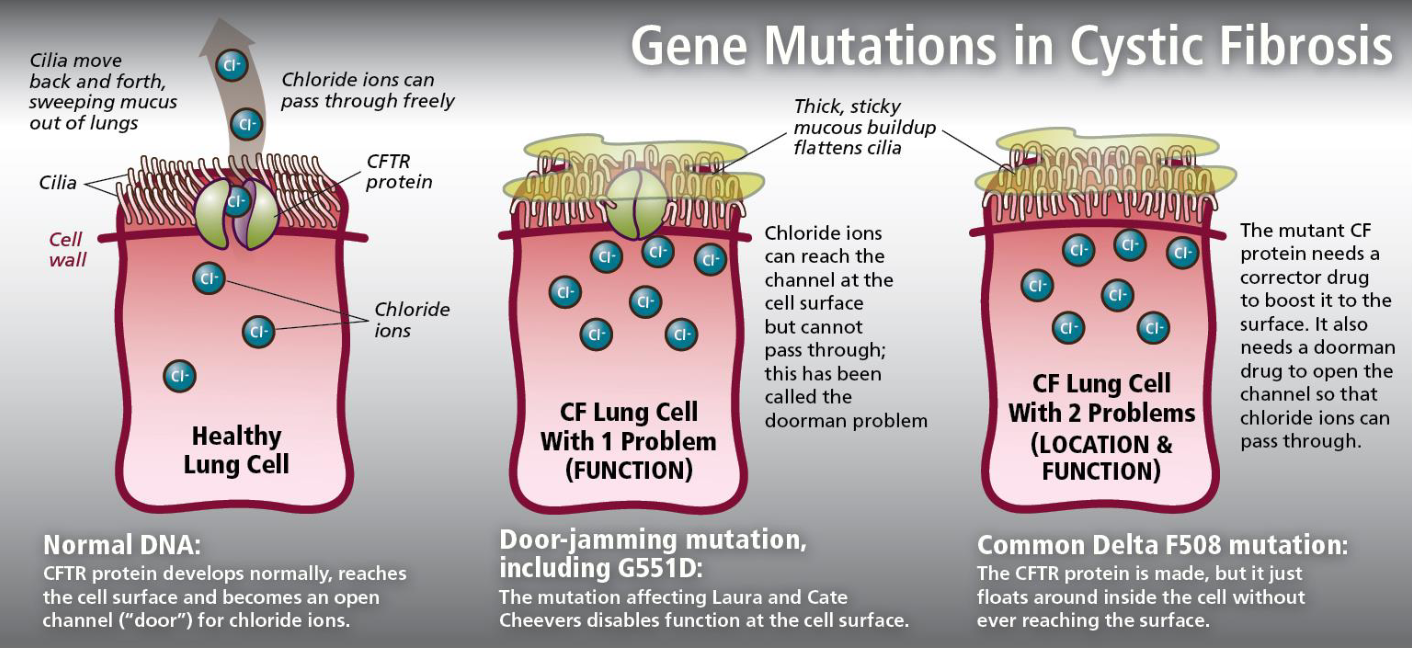 Gene Mutations in Cystic Fibrosis
Cilia move
back and forth,
sweeping mucus
out of lungs
Cl-
Cl-
Chloride ions can
pass through freely
Cilia
CFTR
protein
Cl-
Cell
wall
Cl-
Cl-
Cl-
Chloride
ions
Healthy
Lung Cell
Normal DNA:
CFTR protein develops normally, reaches
the cell surface and becomes an open
channel (“door”) for chloride ions.
Thick, sticky
mucous buildup
flattens cilia
Cl-
Cl-
Cl-
Cl-
Cl-
Cl-
Cl-
Chloride ions
can reach the
channel at the
cell surface
but cannot
pass through;
this has been
called the
doorman problem
CF Lung Cell
With 1 Problem
(FUNCTION)
Door-jamming mutation,
including G551D:
The mutation affecting Laura and Cate
Cheevers disables function at the cell surface.
Cl-
Cl-
Cl-
Cl-
Cl-
Cl-
Cl-
The mutant CF
protein needs a
corrector drug
to boost it to the
surface. It also
needs a doorman
drug to open the
channel so that
chloride ions can
pass through.
CF Lung Cell
With 2 Problems
(LOCATION &
FUNCTION)
Common Delta F508 mutation:
The CFTR protein is made, but it just
floats around inside the cell without
ever reaching the surface.